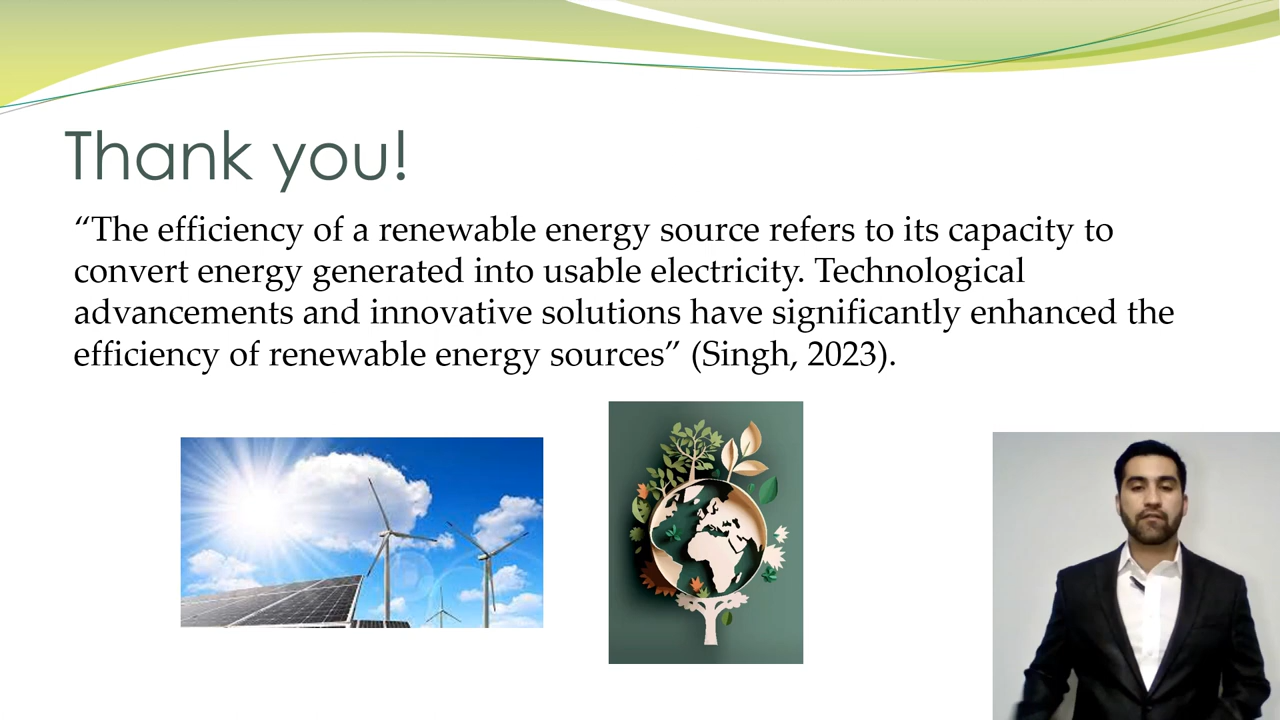 Thank you!
“The efficiency of a renewable energy source refers to its capacity to
convert energy generated into usable electricity. Technological
advancements and innovative solutions have significantly enhanced the
efficiency of renewable energy sources” (Singh, 2023).